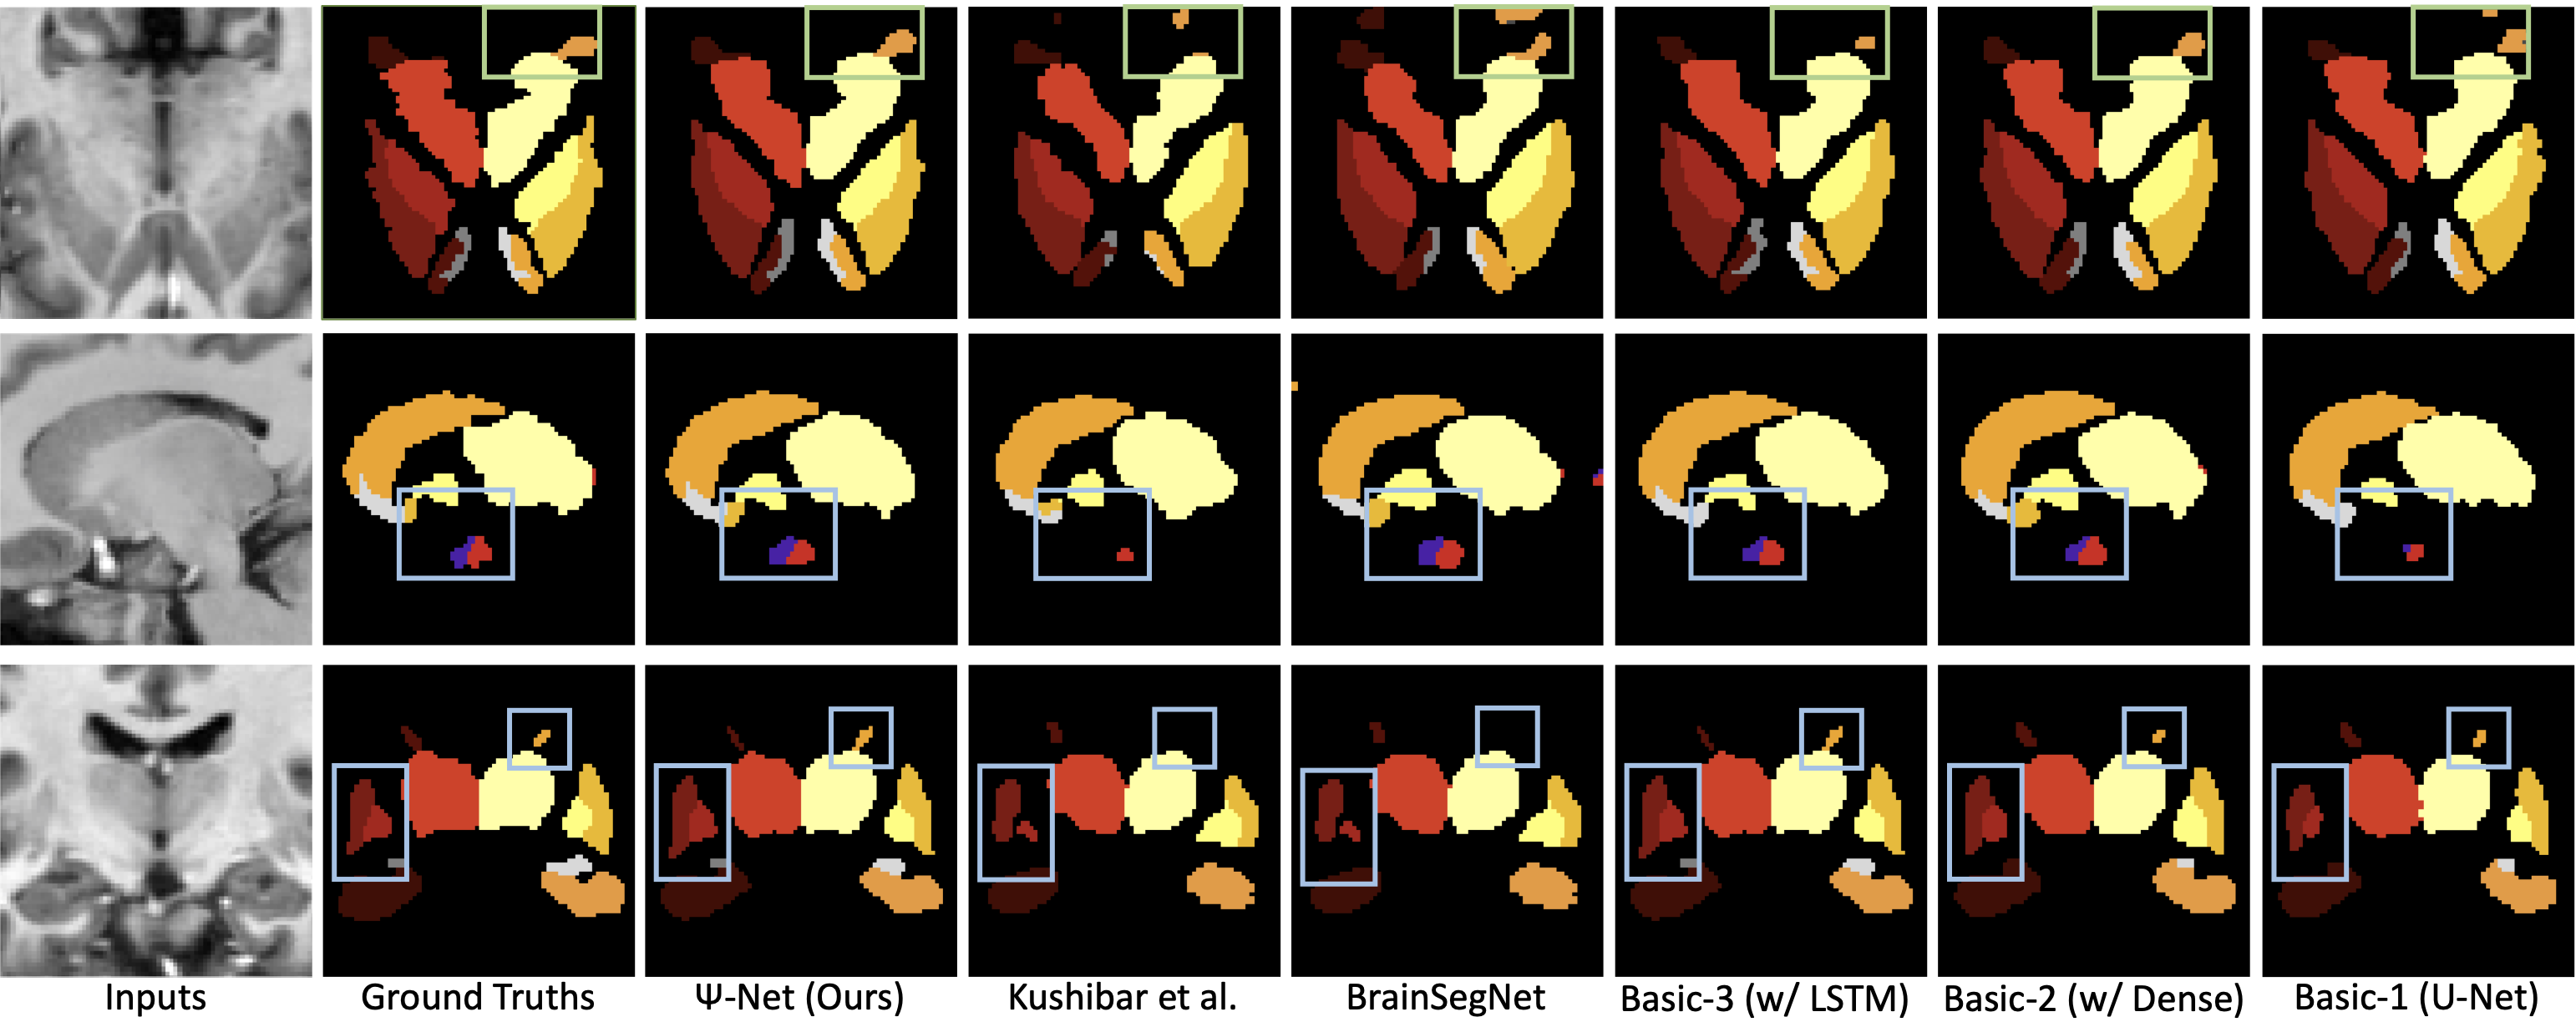 Inputs
Ground Truths
Ψ-Net (Ours)
Kushibar et al.
BrainSegNet
Basic-3 (w/ LSTM)
Basic-2 (w/ Dense)
Basic-1 (U-Net)